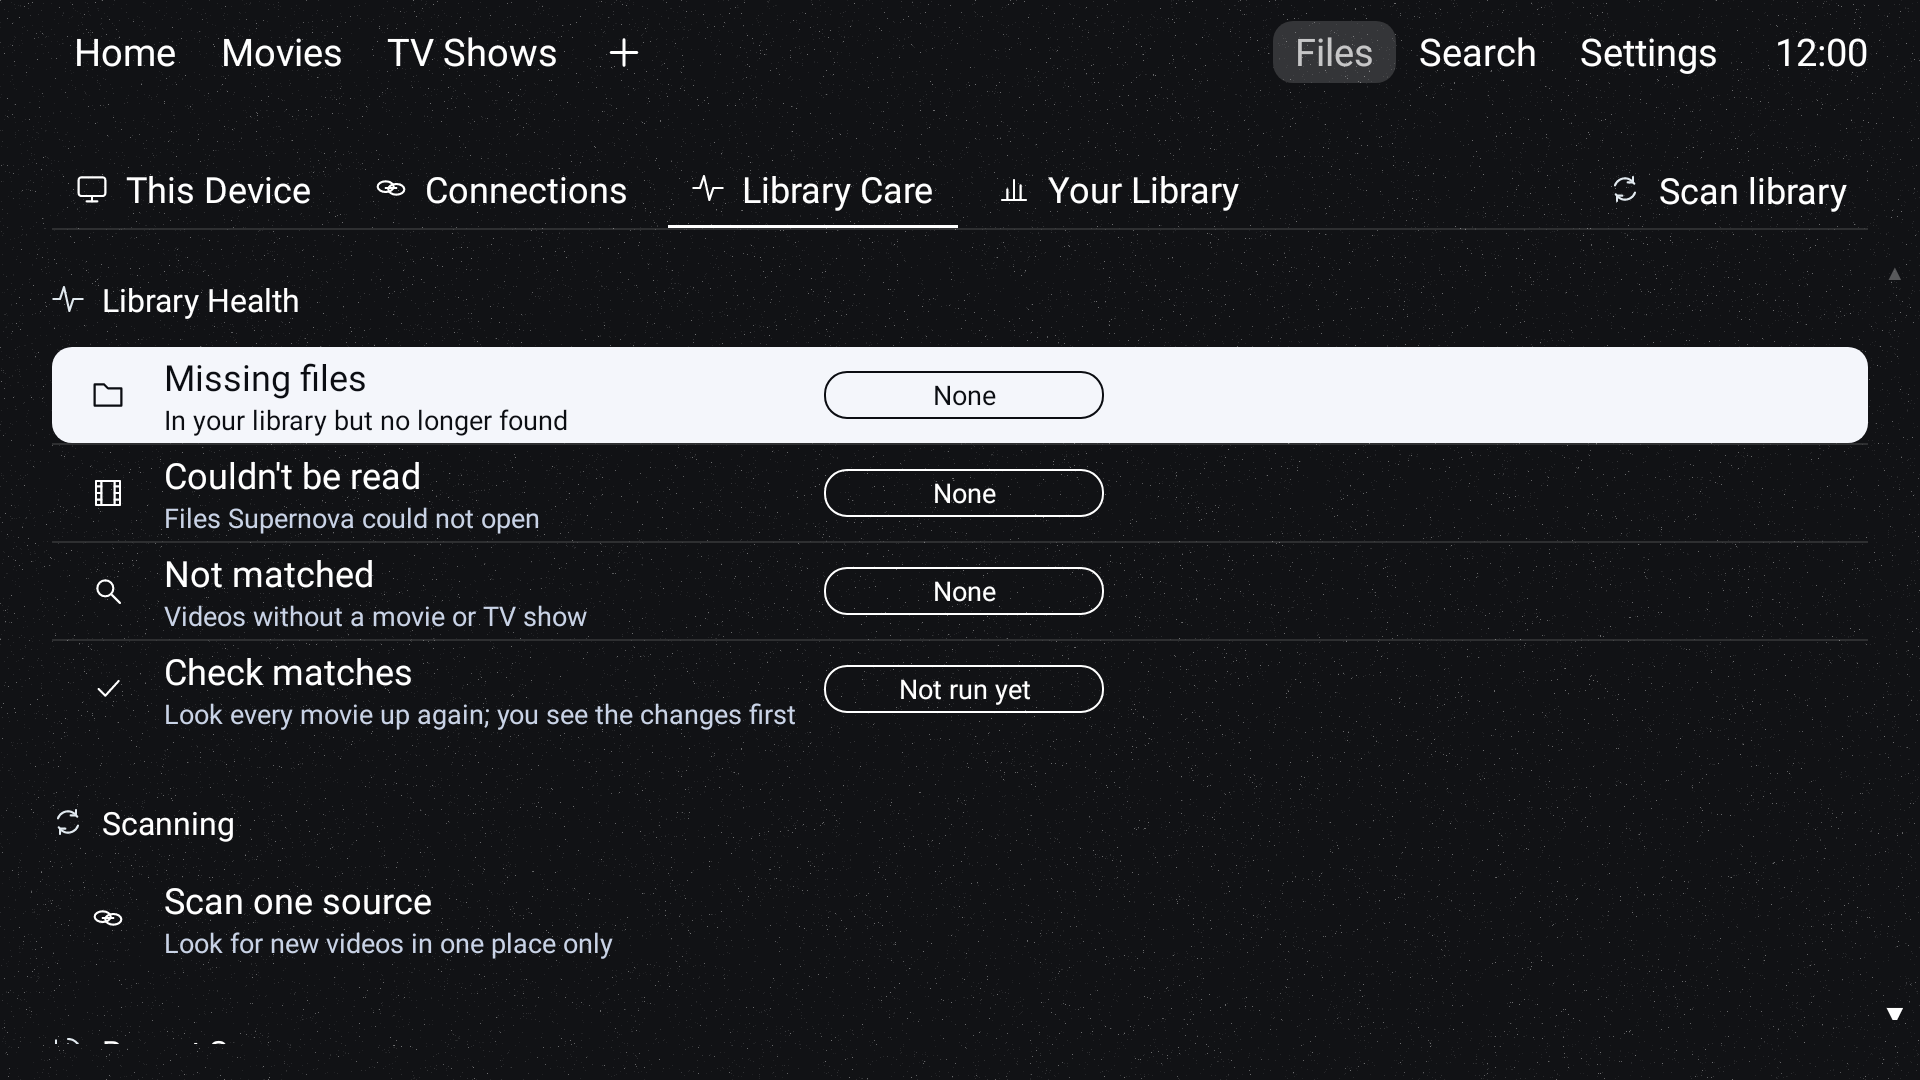 Home Movies TV Shows + Files Search Settings 12:00
This Device Connections Library Care Your Library Scan library
Library Health
Missing files
In your library but no longer found
None
Couldn't be read
Files Supernova could not open
None
Not matched
Videos without a movie or TV show
None
Check matches
Look every movie up again; you see the changes first
Not run yet
Scanning
Scan one source
Look for new videos in one place only